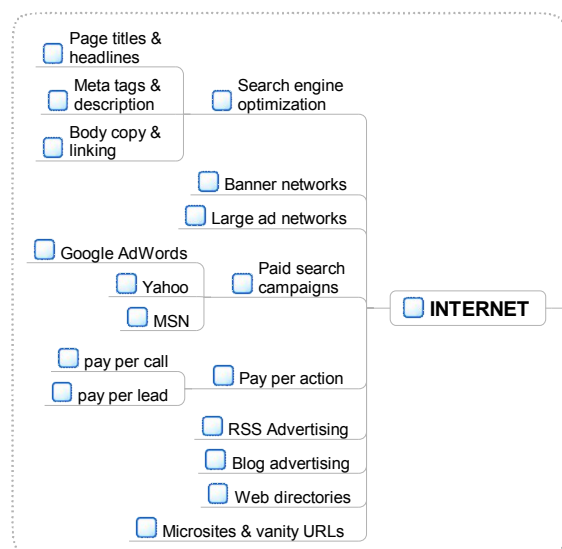 Page titles &
headlines
Meta tags &
description
Body copy &
linking
Search engine
optimization
Banner networks
Large ad networks
Google AdWords
Yahoo
MSN
Paid search
campaigns
INTERNET
pay per call
pay per lead
Pay per action
RSS Advertising
Blog advertising
Web directories
Microsites & vanity URLs